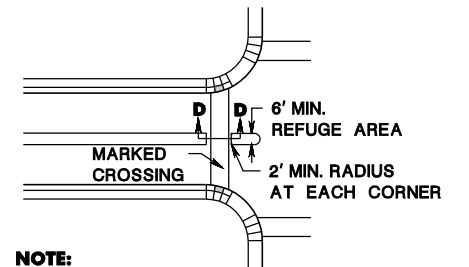 D D
6' MIN.
REFUGE AREA
MARKED
CROSSING
2' MIN. RADIUS
AT EACH CORNER
NOTE: